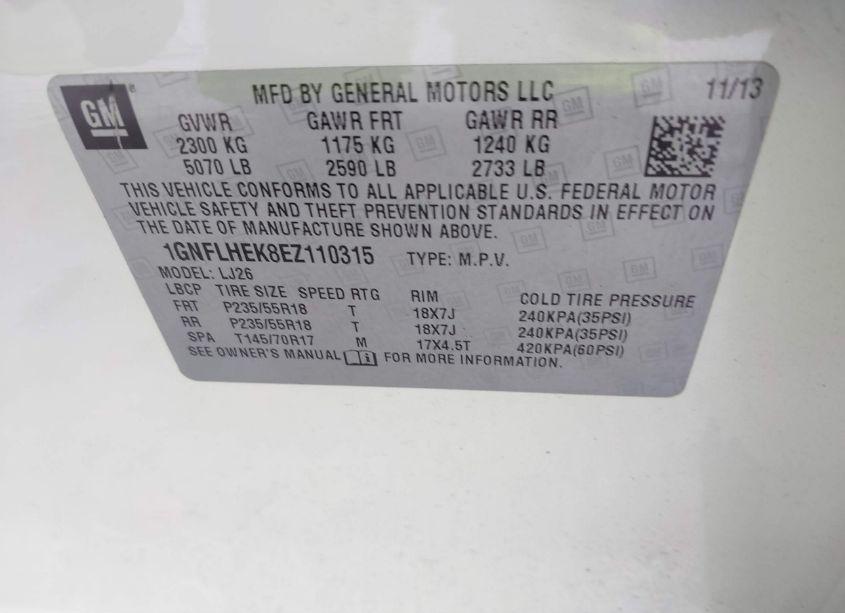 GM ® MFD BY GENERAL MOTORS LLC 11/13
GVWR GAWR FRT GAWR RR
2300 KG 1175 KG 1240 KG
5070 LB 2590 LB 2733 LB
THIS VEHICLE CONFORMS TO ALL APPLICABLE U.S. FEDERAL MOTOR
VEHICLE SAFETY AND THEFT PREVENTION STANDARDS IN EFFECT ON
THE DATE OF MANUFACTURE SHOWN ABOVE.
1GNFLHEK8EZ110315 TYPE: M.P.V.
MODEL: LJ26
LBCP TIRE SIZE SPEED RTG RIM COLD TIRE PRESSURE
FRT P235/55R18 T 18X7J 240KPA(35PSI)
RR P235/55R18 T 18X7J 240KPA(35PSI)
SPA T145/70R17 M 17X4.5T 420KPA(60PSI)
SEE OWNER'S MANUAL i FOR MORE INFORMATION.